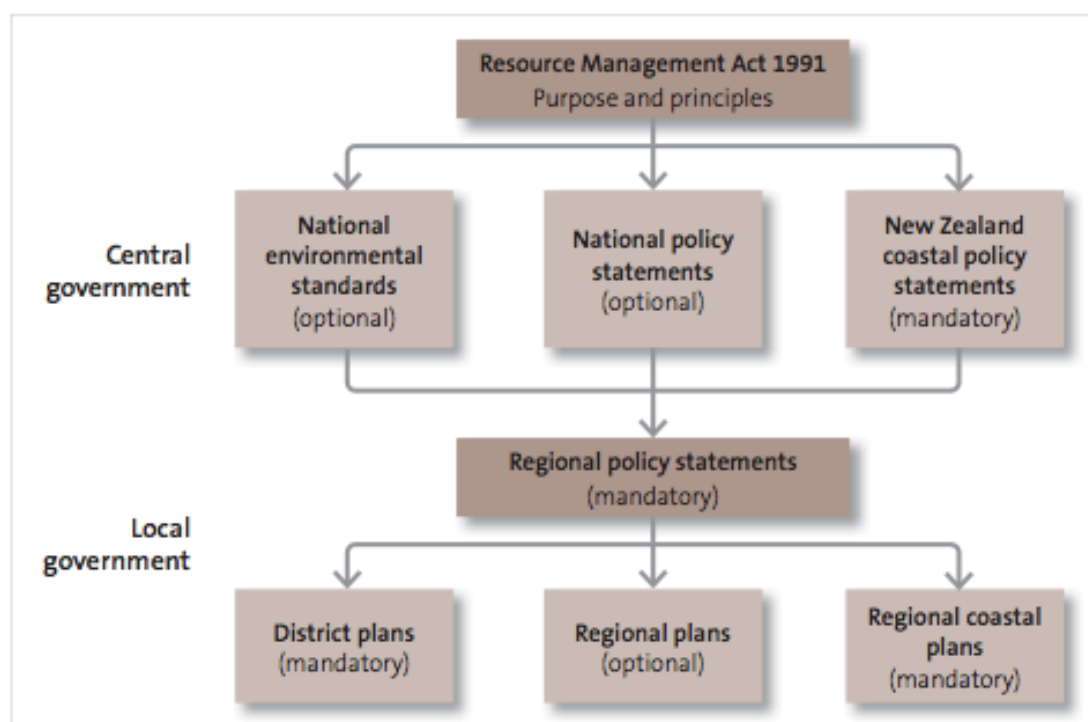 Resource Management Act 1991
Purpose and principles
Central
government
National
environmental
standards
(optional)
National policy
statements
(optional)
New Zealand
coastal policy
statements
(mandatory)
Regional policy statements
(mandatory)
Local
government
District plans
(mandatory)
Regional plans
(optional)
Regional coastal
plans
(mandatory)